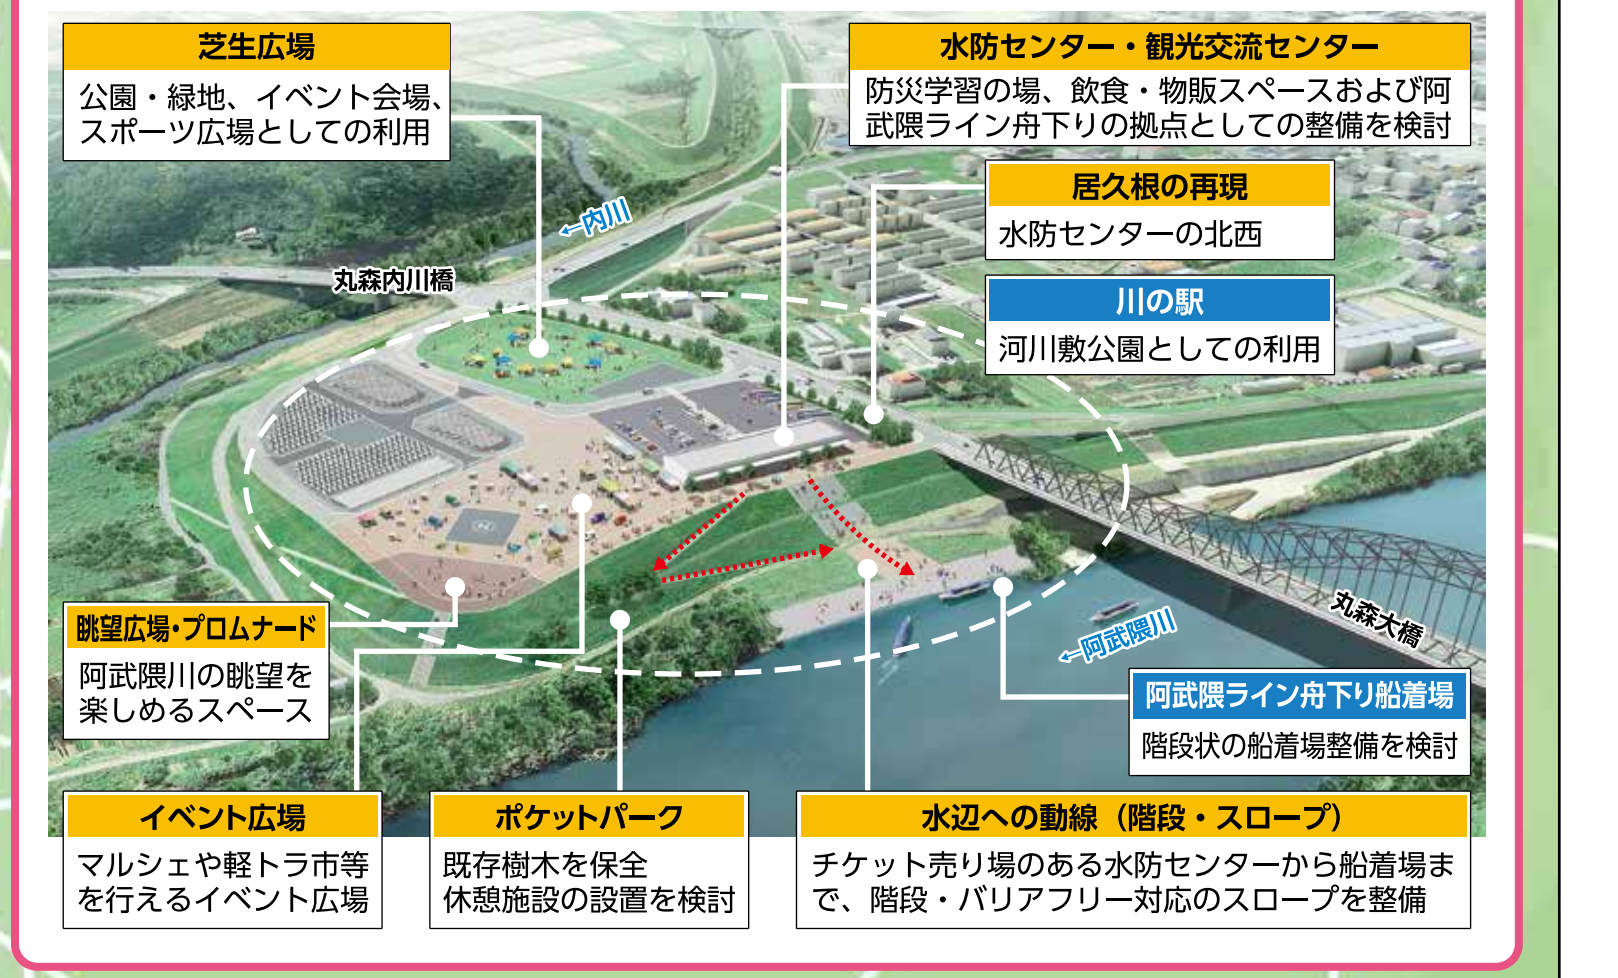 芝生広場
公園・緑地、イベント会場、
スポーツ広場としての利用
水防センター・観光交流センター
防災学習の場、飲食・物販スペースおよび阿
武隈ライン舟下りの拠点としての整備を検討
居久根の再現
水防センターの北西
川の駅
河川敷公園としての利用
←内川
丸森内川橋
丸森大橋
←阿武隈川
眺望広場・プロムナード
阿武隈川の眺望を
楽しめるスペース
阿武隈ライン舟下り船着場
階段状の船着場整備を検討
イベント広場
マルシェや軽トラ市等
を行えるイベント広場
ポケットパーク
既存樹木を保全
休憩施設の設置を検討
水辺への動線（階段・スロープ）
チケット売り場のある水防センターから船着場ま
で、階段・バリアフリー対応のスロープを整備
H